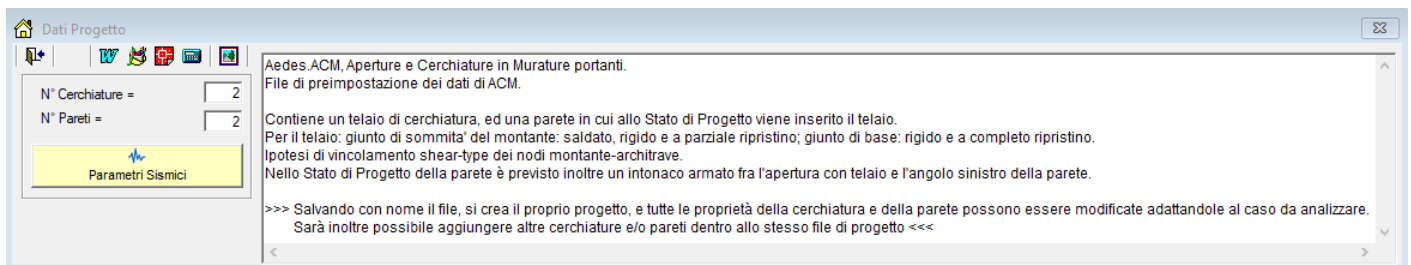 Dati Progetto
W
N° Cerchiature = 2
N° Pareti = 2
Parametri Sismici
Aedes.ACM, Aperture e Cerchiature in Murature portanti.
File di preimpostazione dei dati di ACM.
Contiene un telaio di cerchiatura, ed una parete in cui allo Stato di Progetto viene inserito il telaio.
Per il telaio: giunto di sommita' del montante: saldato, rigido e a parziale ripristino; giunto di base: rigido e a completo ripristino.
Ipotesi di vincolamento shear-type dei nodi montante-architrave.
Nello Stato di Progetto della parete è previsto inoltre un intonaco armato fra l'apertura con telaio e l'angolo sinistro della parete.
>>> Salvando con nome il file, si crea il proprio progetto, e tutte le proprietà della cerchiatura e della parete possono essere modificate adattandole al caso da analizzare.
Sarà inoltre possibile aggiungere altre cerchiature e/o pareti dentro allo stesso file di progetto <<<